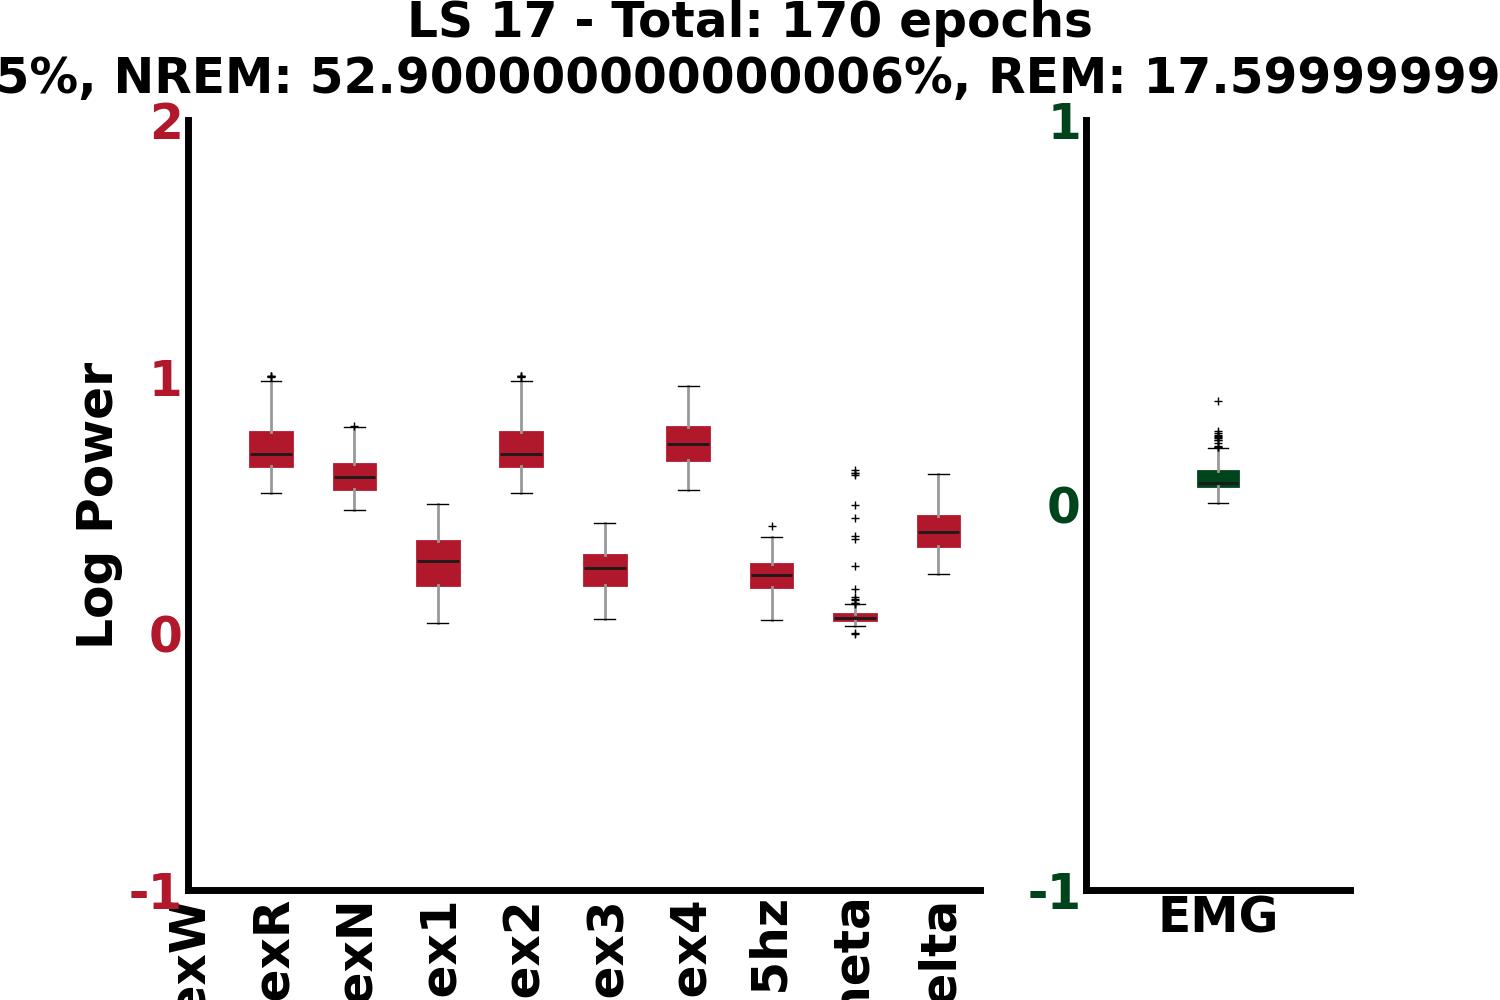 LS 17 - Total: 170 epochs
5%, NREM: 52.900000000000006%, REM: 17.59999999
2
1
0
-1
Log Power
exW
exR
exN
ex1
ex2
ex3
ex4
5hz
heta
elta
1
0
-1
EMG